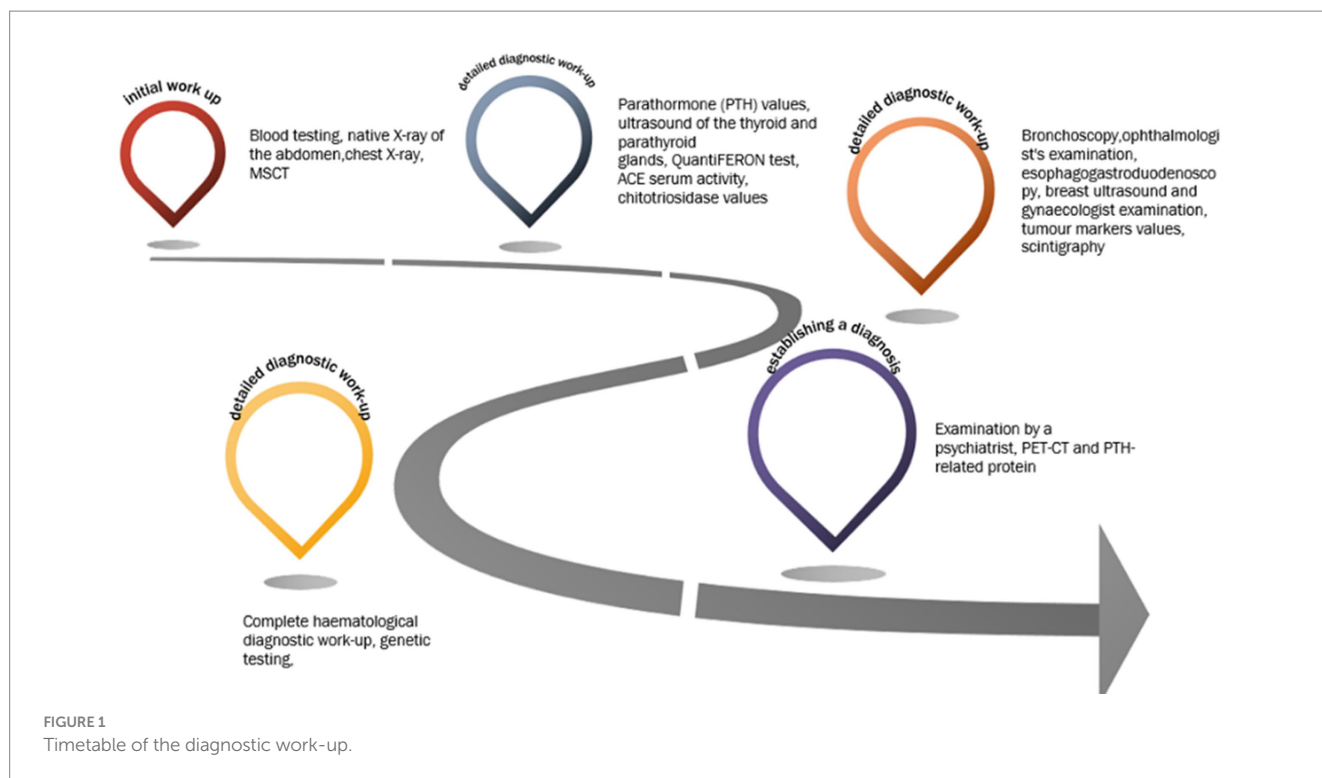 initial work up
Blood testing, native X-ray of
the abdomen,chest X-ray,
MSCT
detailed diagnostic work-up
Parathormone (PTH) values,
ultrasound of the thyroid and
parathyroid
glands, QuantiFERON test,
ACE serum activity,
chitotriosidase values
detailed diagnostic work-up
Bronchoscopy,ophthalmologi
st's examination,
esophagogastroduodenosco
py, breast ultrasound and
gynaecologist examination,
tumour markers values,
scintigraphy
detailed diagnostic work-up
Complete haematological
diagnostic work-up, genetic
testing,
establishing a diagnosis
Examination by a
psychiatrist, PET-CT and PTH-
related protein
FIGURE 1
Timetable of the diagnostic work-up.